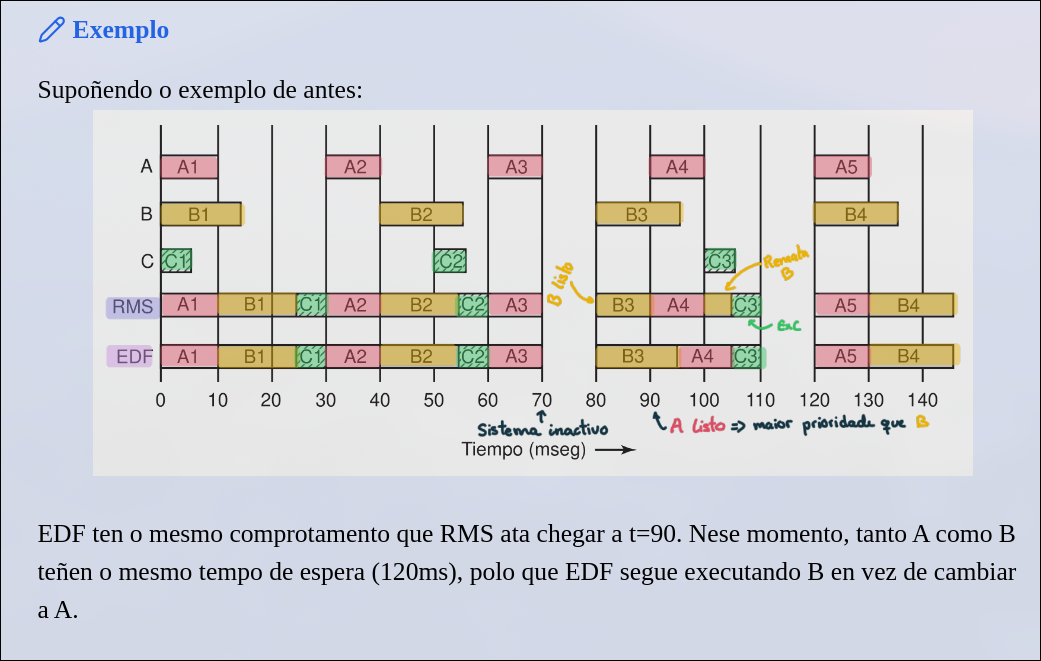 Exemplo
Supoñendo o exemplo de antes:
A A1 A2 A3 A4 A5
B B1 B2 B3 B4
C C1 C2 C3
Remata
B
B listo
RMS A1 B1 C1 A2 B2 C2 A3 B3 A4 C3 A5 B4
Exc
EDF A1 B1 C1 A2 B2 C2 A3 B3 A4 C3 A5 B4
0 10 20 30 40 50 60 70 80 90 100 110 120 130 140
Sistema inactivo
A listo => maior prioridade que B
Tiempo (mseg)
EDF ten o mesmo comprotamento que RMS ata chegar a t=90. Nese momento, tanto A como B
teñen o mesmo tempo de espera (120ms), polo que EDF segue executando B en vez de cambiar
a A.